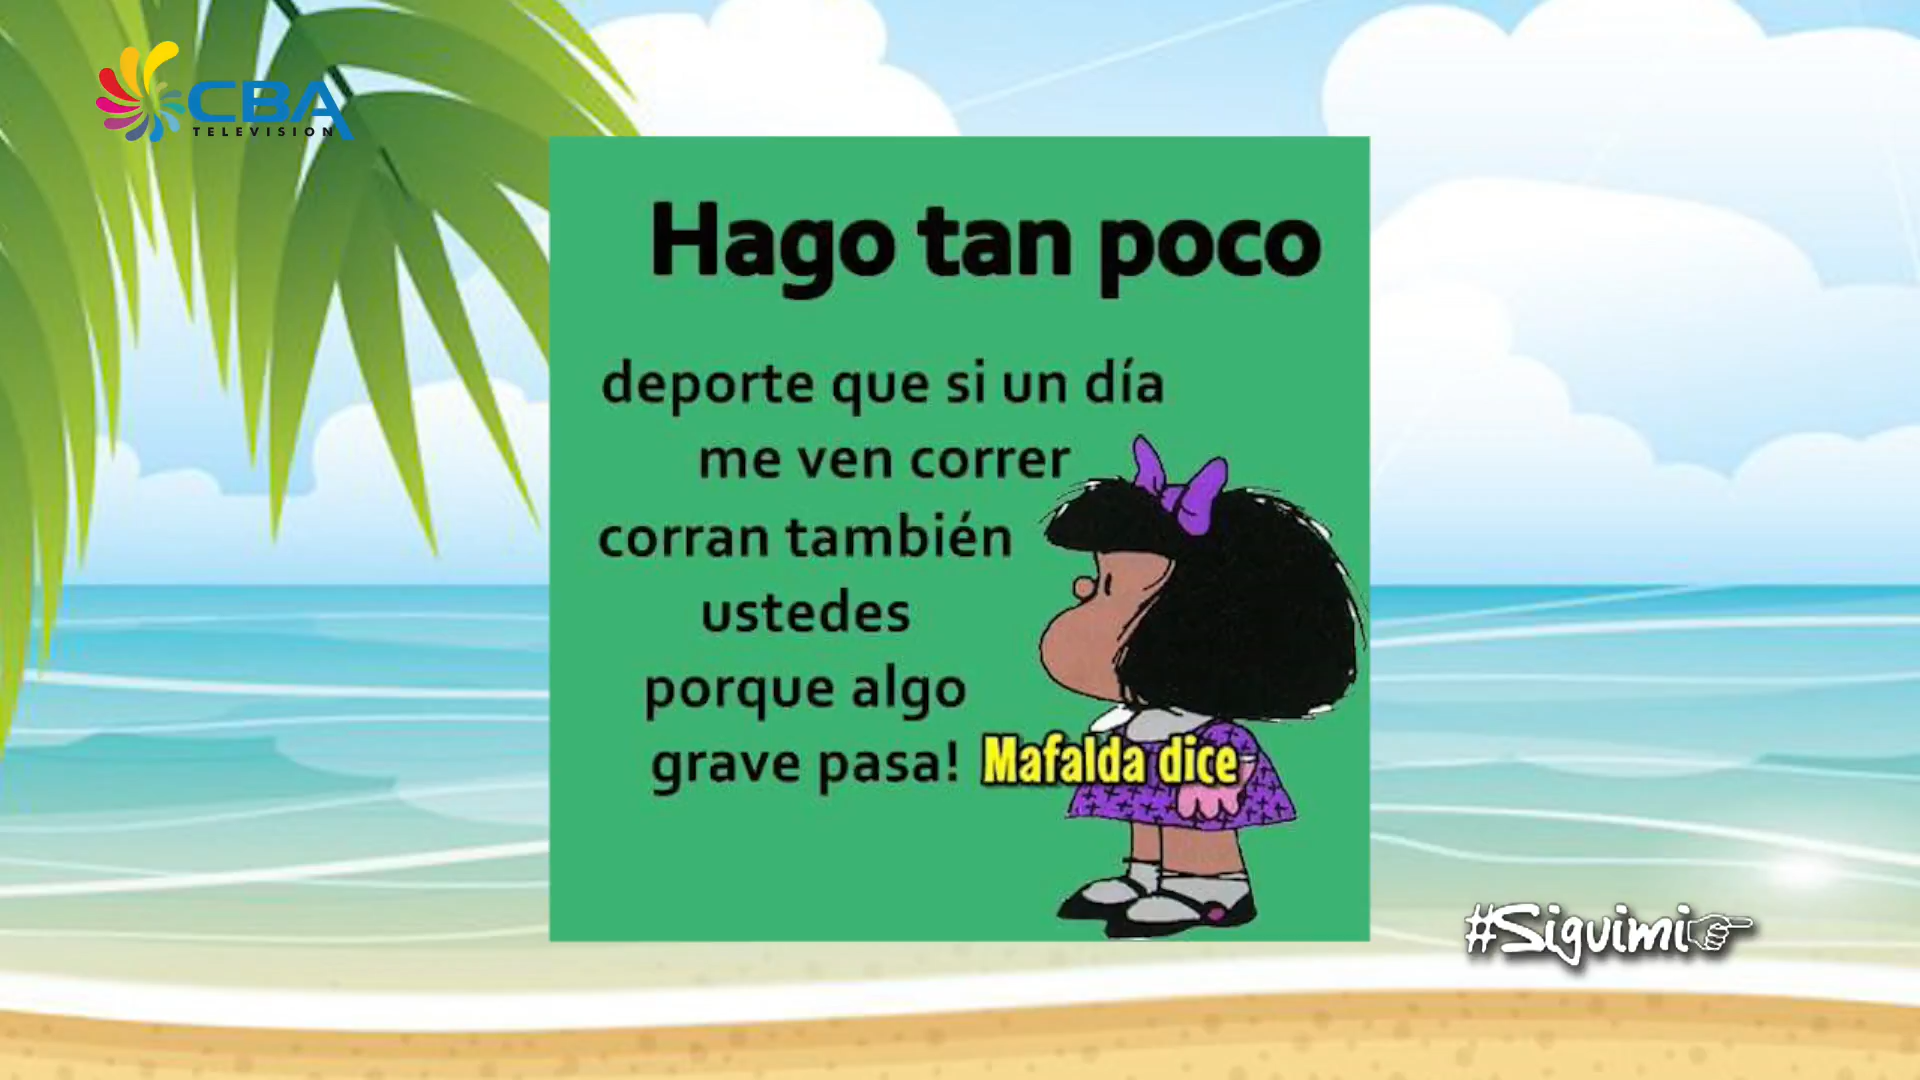 CBA
TELEVISION
Hago tan poco
deporte que si un día
me ven correr
corran también
ustedes
porque algo
grave pasa!
Mafalda dice
#Siguimi